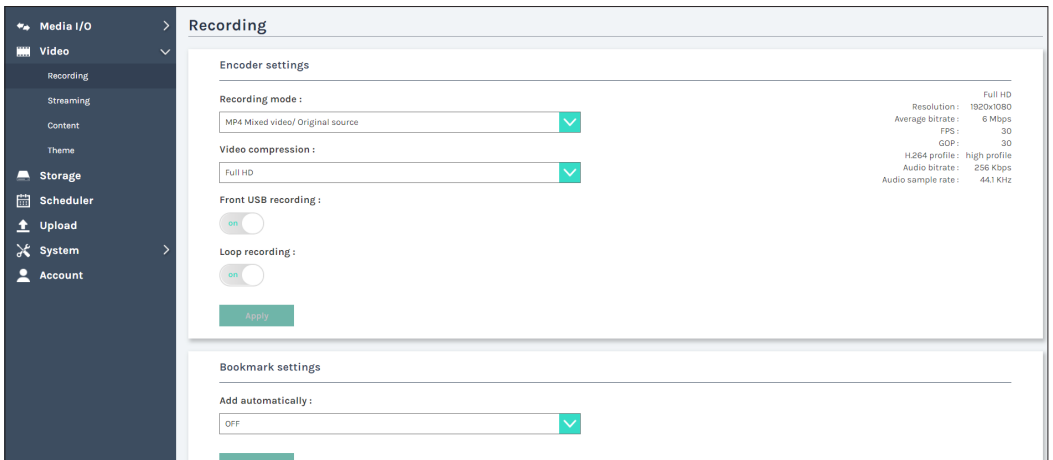 Media I/O
Video
Recording
Streaming
Content
Theme
Storage
Scheduler
Upload
System
Account
Recording
Encoder settings
Recording mode :
MP4 Mixed video/ Original source
Video compression :
Full HD
Front USB recording :
on
Loop recording :
on
Apply
Full HD
Resolution : 1920x1080
Average bitrate : 6 Mbps
FPS : 30
GOP : 30
H.264 profile : high profile
Audio bitrate : 256 Kbps
Audio sample rate : 44.1 KHz
Bookmark settings
Add automatically :
OFF